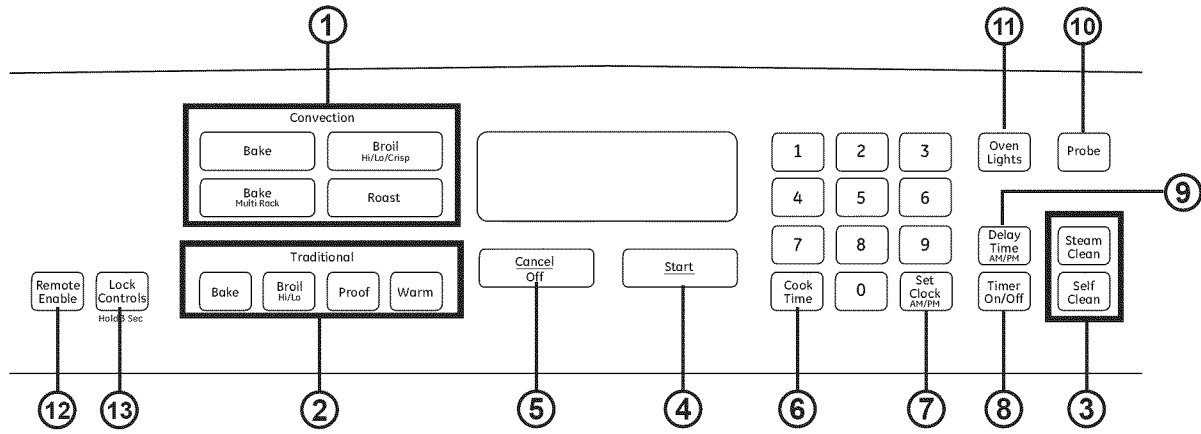 1
11
10
Convection
Bake
Broil
Hi/Lo/Crisp
Bake
Multi Rack
Roast
1 2 3
4 5 6
7 8 9
0
Oven
Lights
Probe
9
Traditional
Bake
Broil
Hi/Lo
Proof
Warm
Remote
Enable
Lock
Controls
Hold 3 Sec
Cancel
Off
Start
Cook
Time
Set
Clock
AM/PM
Delay
Time
AM/PM
Timer
On/Off
Steam
Clean
Self
Clean
12
13
2
5
4
6
7
8
3